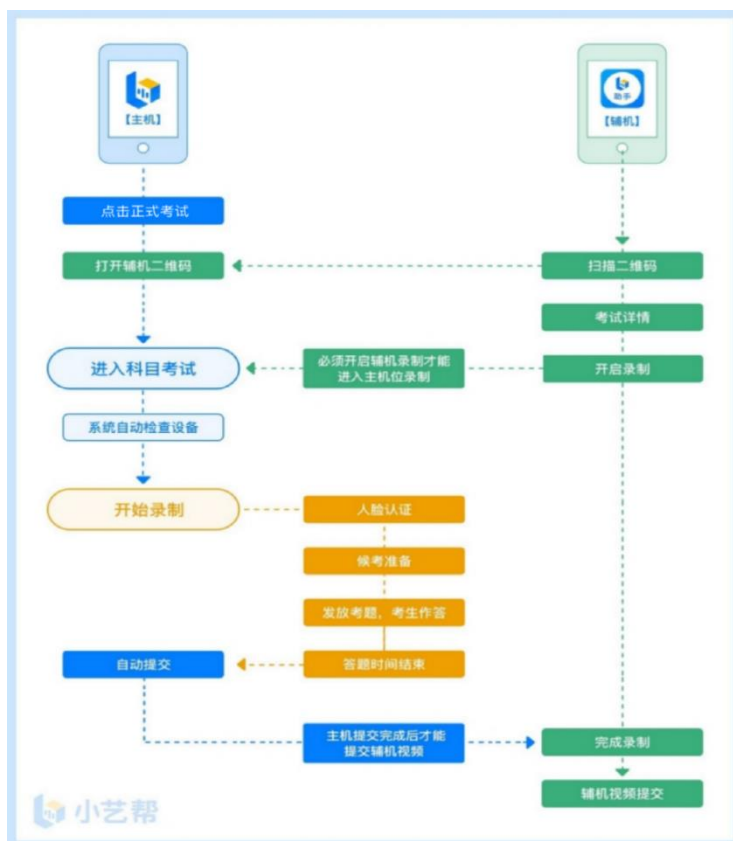 【主机】
助手
【辅机】
点击正式考试
打开辅机二维码
扫描二维码
考试详情
进入科目考试
必须开启辅机录制才能
进入主机位录制
开启录制
系统自动检查设备
开始录制
人脸认证
候考准备
发放考题，考生作答
自动提交
答题时间结束
主机提交完成后才能
提交辅机视频
完成录制
辅机视频提交
小艺帮